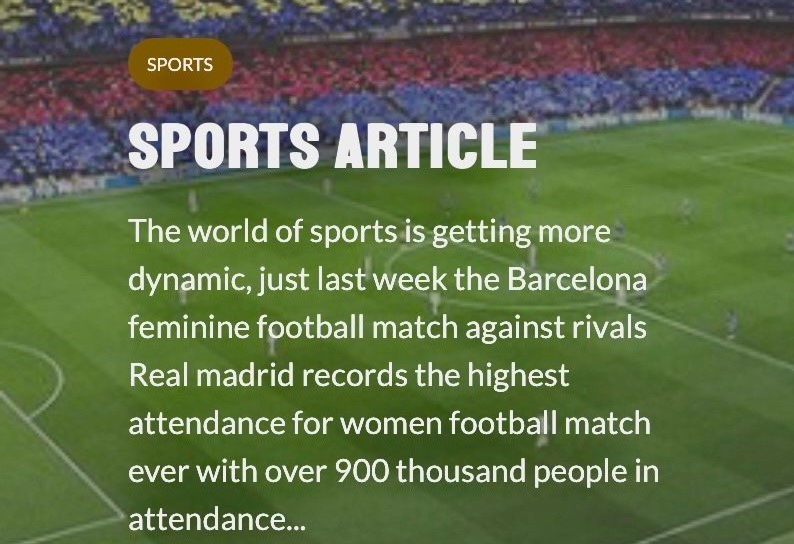 SPORTS
SPORTS ARTICLE
The world of sports is getting more
dynamic, just last week the Barcelona
feminine football match against rivals
Real madrid records the highest
attendance for women football match
ever with over 900 thousand people in
attendance...